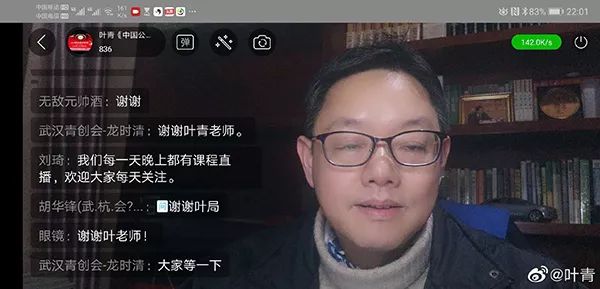 中国移动 HD
中国电信 HD
4G
4G
161
K/s
83%
22:01
叶青《中国公...
836
弹
142.0K/s
无敌元帅酒：谢谢
武汉青创会-龙时清：谢谢叶青老师。
刘琦：我们每一天晚上都有课程直
播，欢迎大家每天关注。
胡华锋(武.杭.会?...：谢谢叶局
眼镜：谢谢叶老师！
武汉青创会-龙时清：大家等一下
@叶青